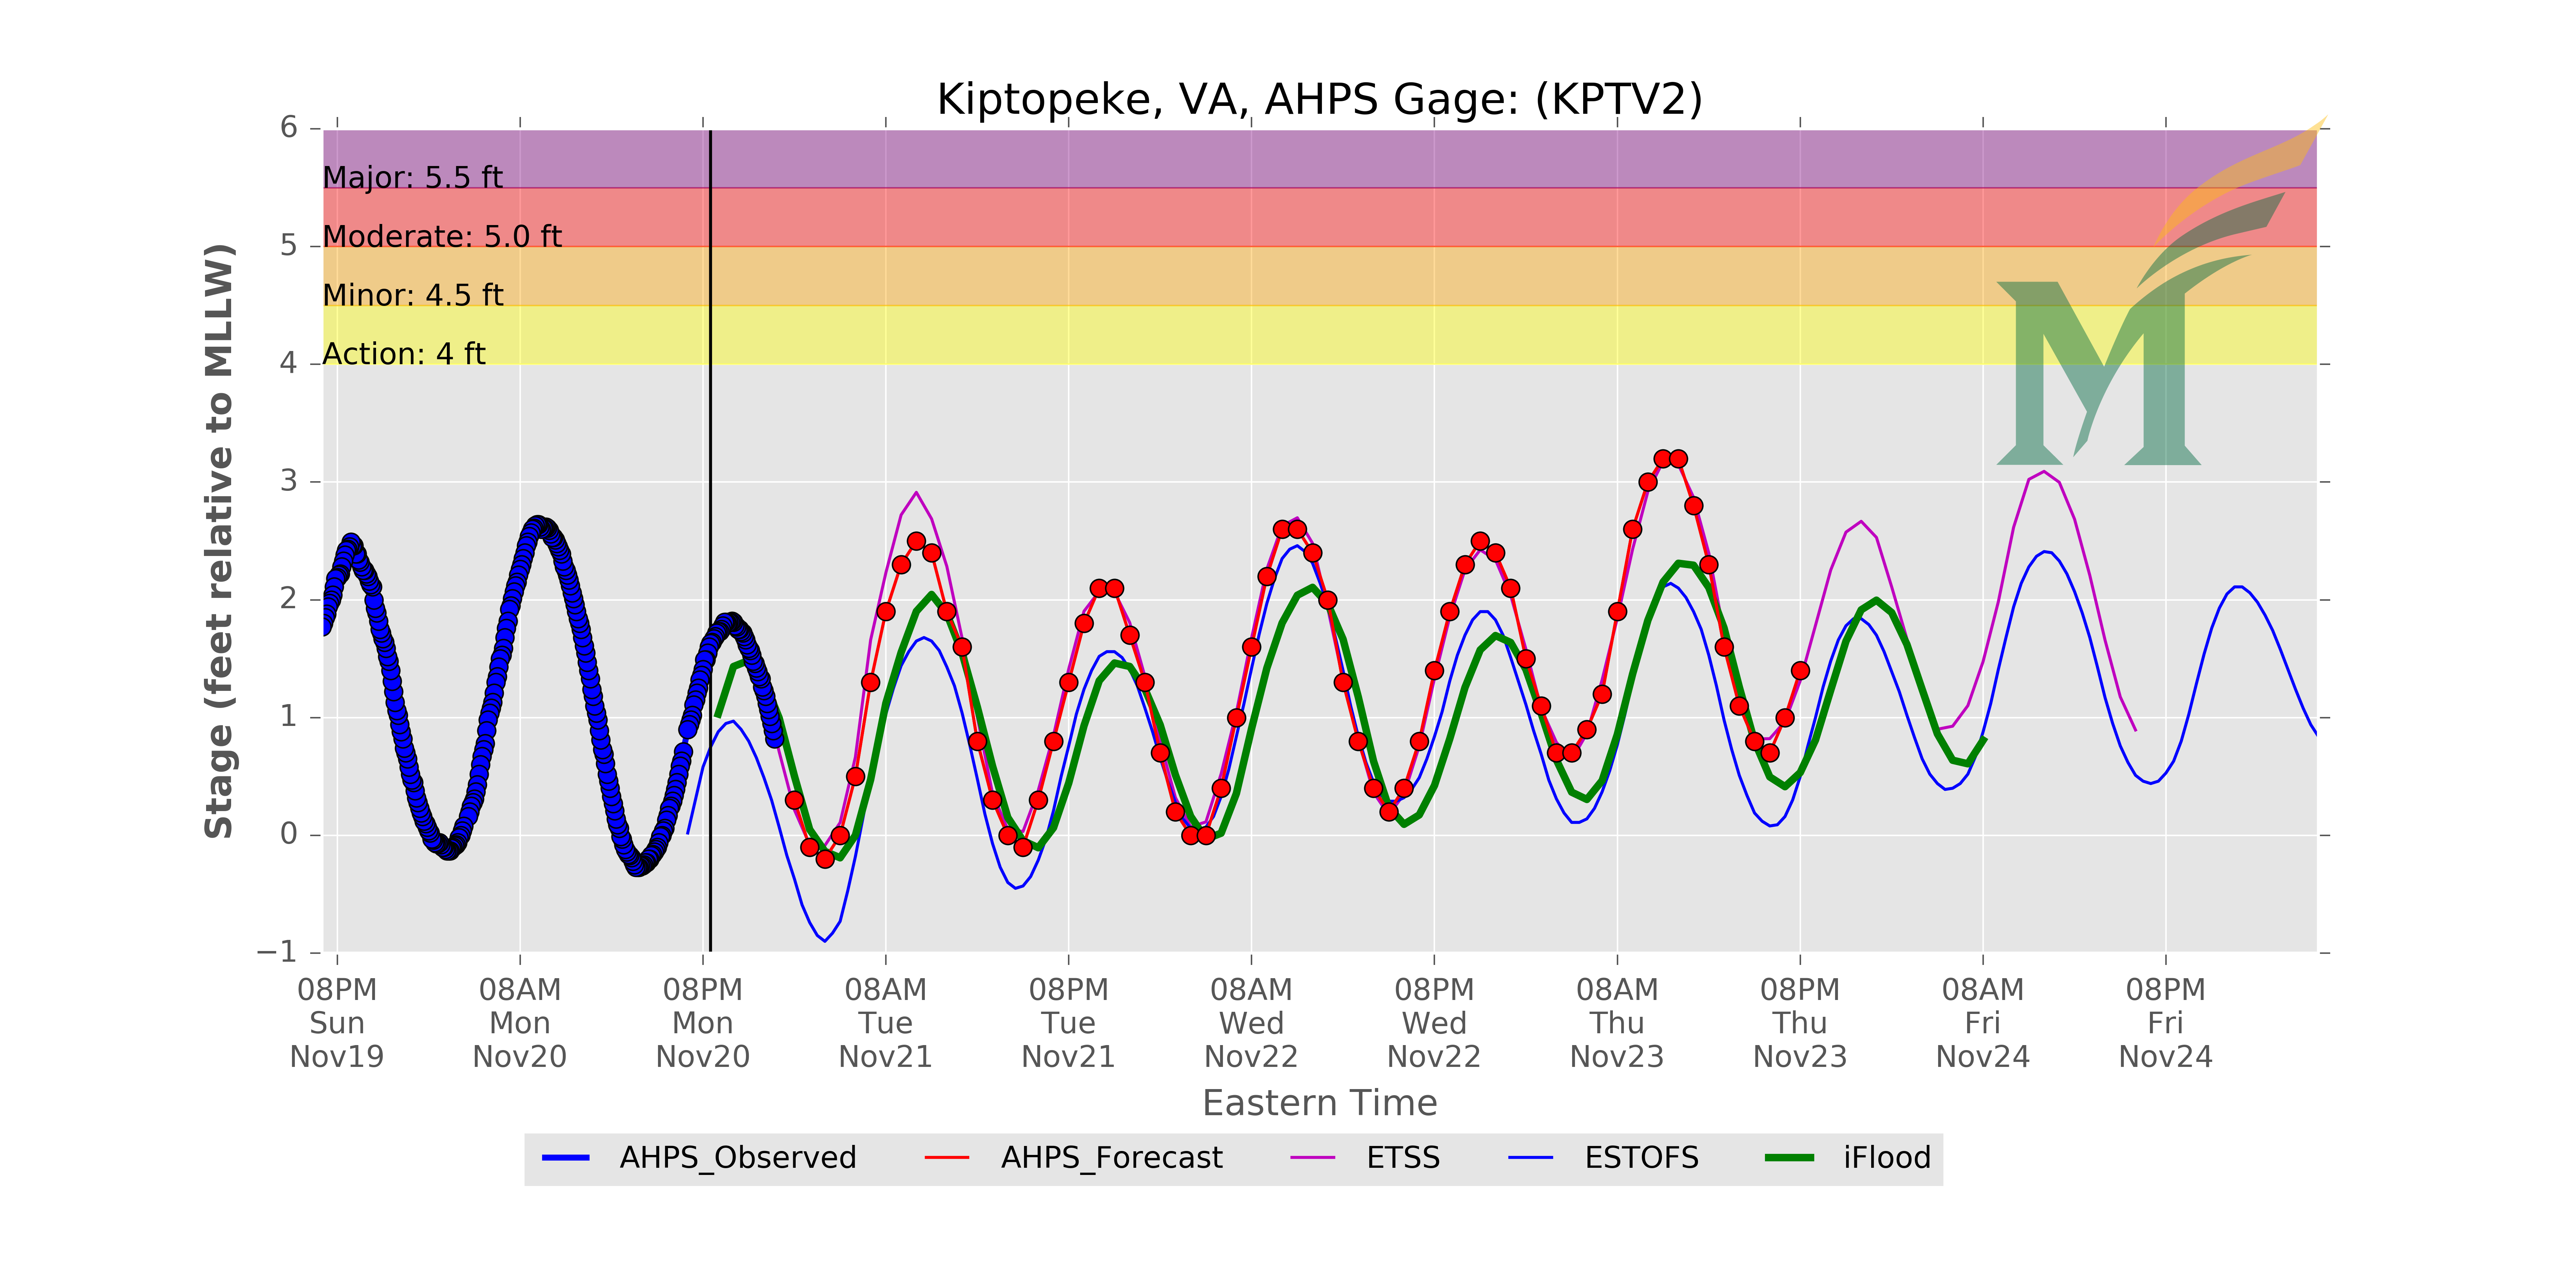 Kiptopeke, VA, AHPS Gage: (KPTV2)
6
5
4
3
2
1
0
−1
Stage (feet relative to MLLW)
Major: 5.5 ft
Moderate: 5.0 ft
Minor: 4.5 ft
Action: 4 ft
M
08PM 08AM 08PM 08AM 08PM 08AM 08PM 08AM 08PM 08AM 08PM
Sun Mon Mon Tue Tue Wed Wed Thu Thu Fri Fri
Nov19 Nov20 Nov20 Nov21 Nov21 Nov22 Nov22 Nov23 Nov23 Nov24 Nov24
Eastern Time
AHPS_Observed AHPS_Forecast ETSS ESTOFS iFlood